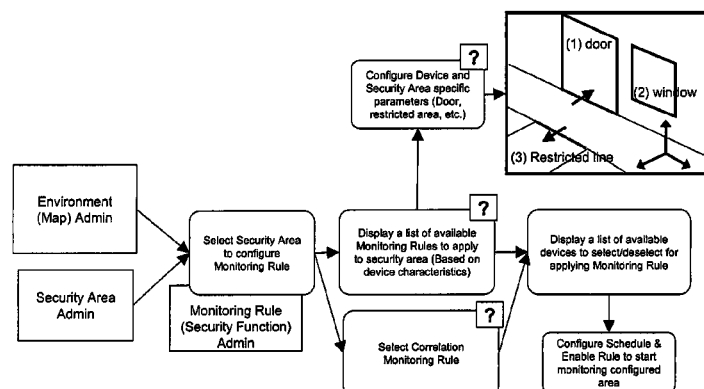 ?
Configure Device and
Security Area specific
parameters (Door,
restricted area, etc.)
(1) door
(2) window
(3) Restricted line
Environment
(Map) Admin
Security Area
Admin
Select Security Area
to configure
Monitoring Rule
Monitoring Rule
(Security Function)
Admin
?
Display a list of available
Monitoring Rules to apply
to security area (Based on
device characteristics)
?
Select Correlation
Monitoring Rule
Display a list of available
devices to select/deselect for
applying Monitoring Rule
Configure Schedule &
Enable Rule to start
monitoring configured
area